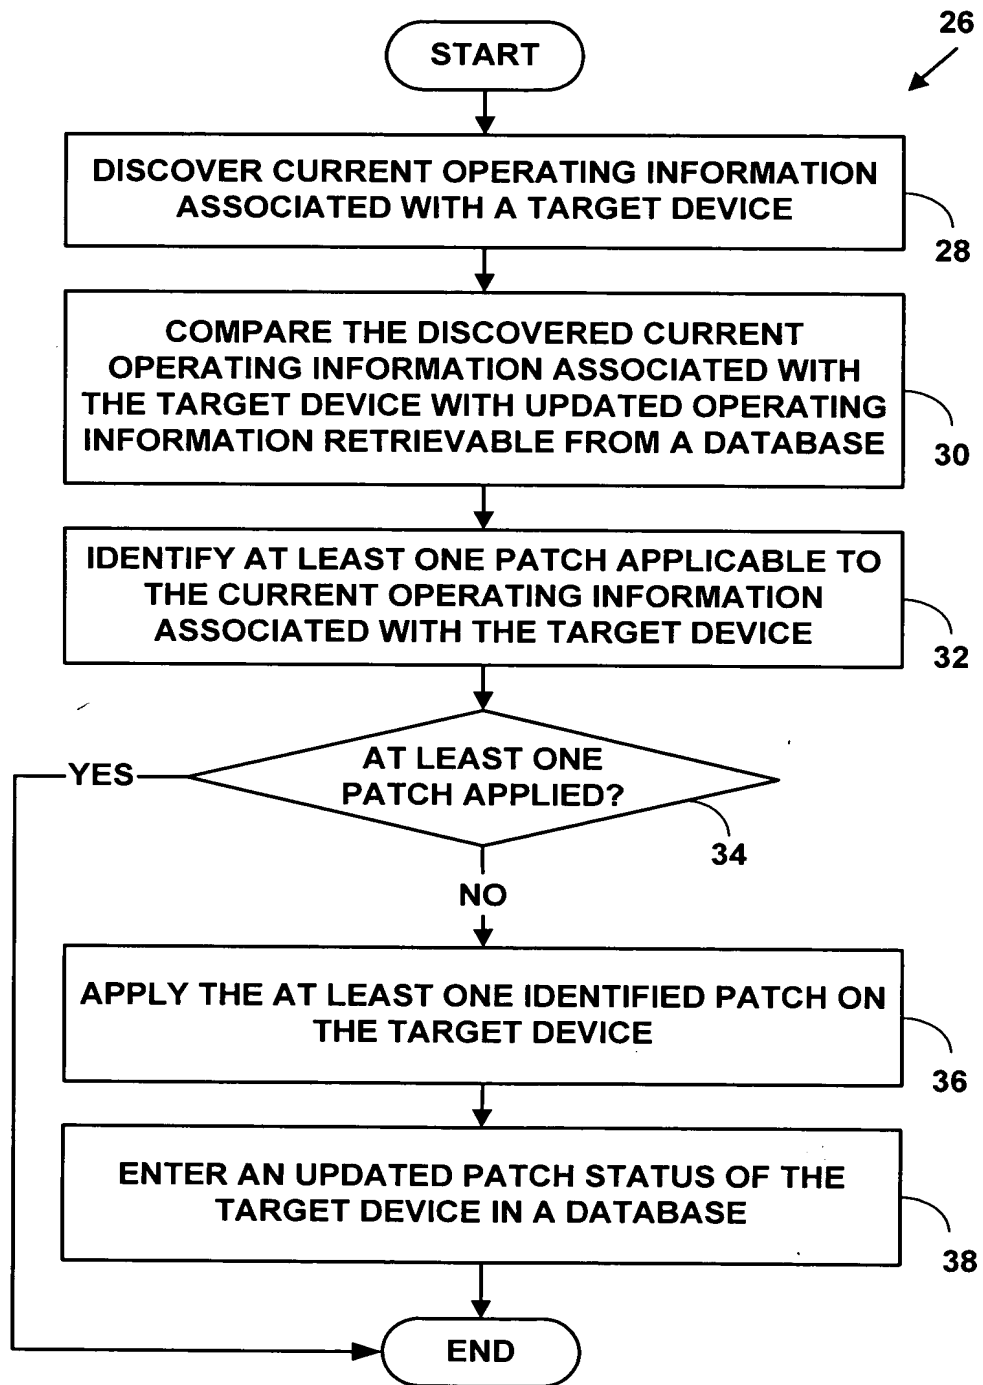 26
START
DISCOVER CURRENT OPERATING INFORMATION
ASSOCIATED WITH A TARGET DEVICE
28
COMPARE THE DISCOVERED CURRENT
OPERATING INFORMATION ASSOCIATED WITH
THE TARGET DEVICE WITH UPDATED OPERATING
INFORMATION RETRIEVABLE FROM A DATABASE
30
IDENTIFY AT LEAST ONE PATCH APPLICABLE TO
THE CURRENT OPERATING INFORMATION
ASSOCIATED WITH THE TARGET DEVICE
32
AT LEAST ONE
PATCH APPLIED?
YES
34
NO
APPLY THE AT LEAST ONE IDENTIFIED PATCH ON
THE TARGET DEVICE
36
ENTER AN UPDATED PATCH STATUS OF THE
TARGET DEVICE IN A DATABASE
38
END